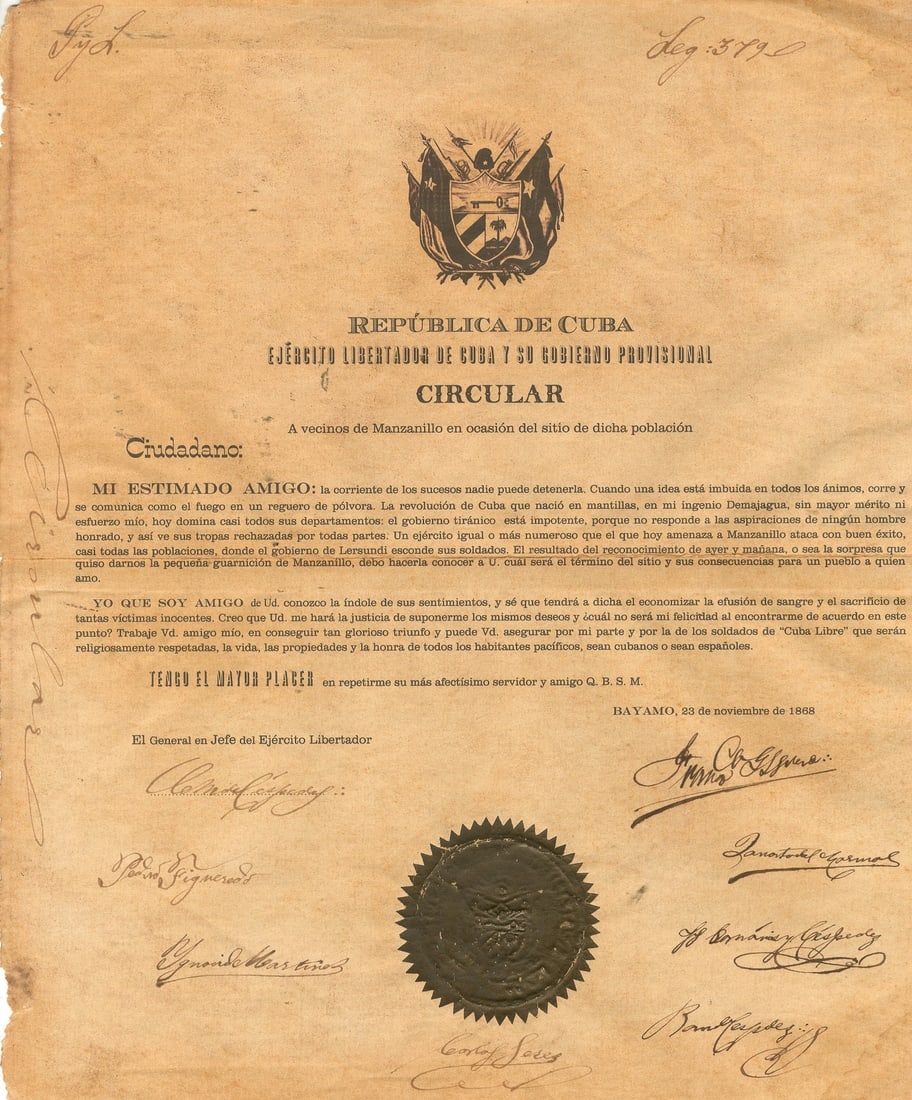 Leg: 379
REPÚBLICA DE CUBA
EJÉRCITO LIBERTADOR DE CUBA Y SU GOBIERNO PROVISIONAL
CIRCULAR
A vecinos de Manzanillo en ocasión del sitio de dicha población
Ciudadano:
MI ESTIMADO AMIGO: la corriente de los sucesos nadie puede detenerla. Cuando una idea está imbuida en todos los ánimos, corre y
se comunica como el fuego en un reguero de pólvora. La revolución de Cuba que nació en mantillas, en mi ingenio Demajagua, sin mayor mérito ni
esfuerzo mío, hoy domina casi todos sus departamentos: el gobierno tiránico está impotente, porque no responde a las aspiraciones de ningún hombre
honrado, y así ve sus tropas rechazadas por todas partes. Un ejército igual o más numeroso que el que hoy amenaza a Manzanillo ataca con buen éxito,
casi todas las poblaciones, donde el gobierno de Lersundi esconde sus soldados. El resultado del reconocimiento de ayer y mañana, o sea la sorpresa que
quiso darnos la pequeña guarnición de Manzanillo, debo hacerla conocer a U. cuál será el término del sitio y sus consecuencias para un pueblo a quien
amo.
YO QUE SOY AMIGO de Ud. conozco la índole de sus sentimientos, y sé que tendrá a dicha el economizar la efusión de sangre y el sacrificio de
tantas víctimas inocentes. Creo que Ud. me hará la justicia de suponerme los mismos deseos y ¿cuál no será mi felicidad al encontrarme de acuerdo en este
punto? Trabaje Vd. amigo mío, en conseguir tan glorioso triunfo y puede Vd. asegurar por mi parte y por la de los soldados de "Cuba Libre" que serán
religiosamente respetadas, la vida, las propiedades y la honra de todos los habitantes pacíficos, sean cubanos o sean españoles.
TENGO EL MAYOR PLACER en repetirme su más afectísimo servidor y amigo Q. B. S. M.
BAYAMO, 23 de noviembre de 1868
El General en Jefe del Ejército Libertador
Pedro Figueredo
Circular